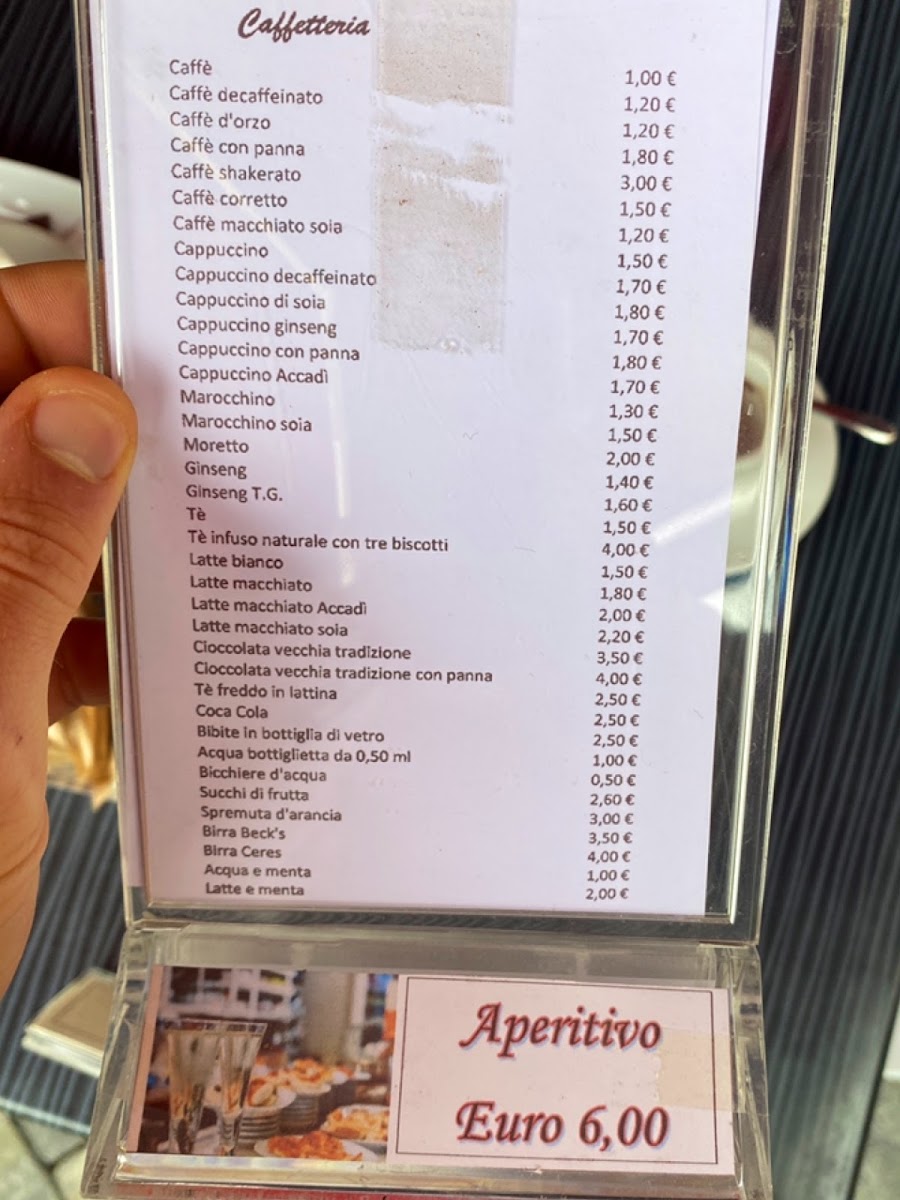 Caffetteria
Caffè 1,00 €
Caffè decaffeinato 1,20 €
Caffè d'orzo 1,20 €
Caffè con panna 1,80 €
Caffè shakerato 3,00 €
Caffè corretto 1,50 €
Caffè macchiato soia 1,20 €
Cappuccino 1,50 €
Cappuccino decaffeinato 1,70 €
Cappuccino di soia 1,80 €
Cappuccino ginseng 1,70 €
Cappuccino con panna 1,80 €
Cappuccino Accadì 1,70 €
Marocchino 1,30 €
Marocchino soia 1,50 €
Moretto 2,00 €
Ginseng 1,40 €
Ginseng T.G. 1,60 €
Tè 1,50 €
Tè infuso naturale con tre biscotti 4,00 €
Latte bianco 1,50 €
Latte macchiato 1,80 €
Latte macchiato Accadì 2,00 €
Latte macchiato soia 2,20 €
Cioccolata vecchia tradizione 3,50 €
Cioccolata vecchia tradizione con panna 4,00 €
Tè freddo in lattina 2,50 €
Coca Cola 2,50 €
Bibite in bottiglia di vetro 2,50 €
Acqua bottiglietta da 0,50 ml 1,00 €
Bicchiere d'acqua 0,50 €
Succhi di frutta 2,60 €
Spremuta d'arancia 3,00 €
Birra Beck's 3,50 €
Birra Ceres 4,00 €
Acqua e menta 1,00 €
Latte e menta 2,00 €
Aperitivo
Euro 6,00